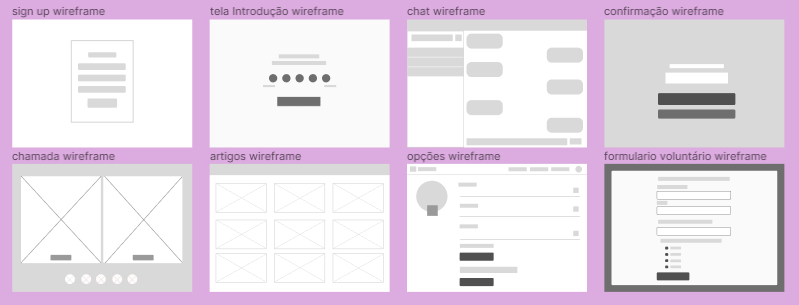 sign up wireframe
tela Introdução wireframe
chat wireframe
confirmação wireframe
chamada wireframe
artigos wireframe
opções wireframe
formulario voluntário wireframe